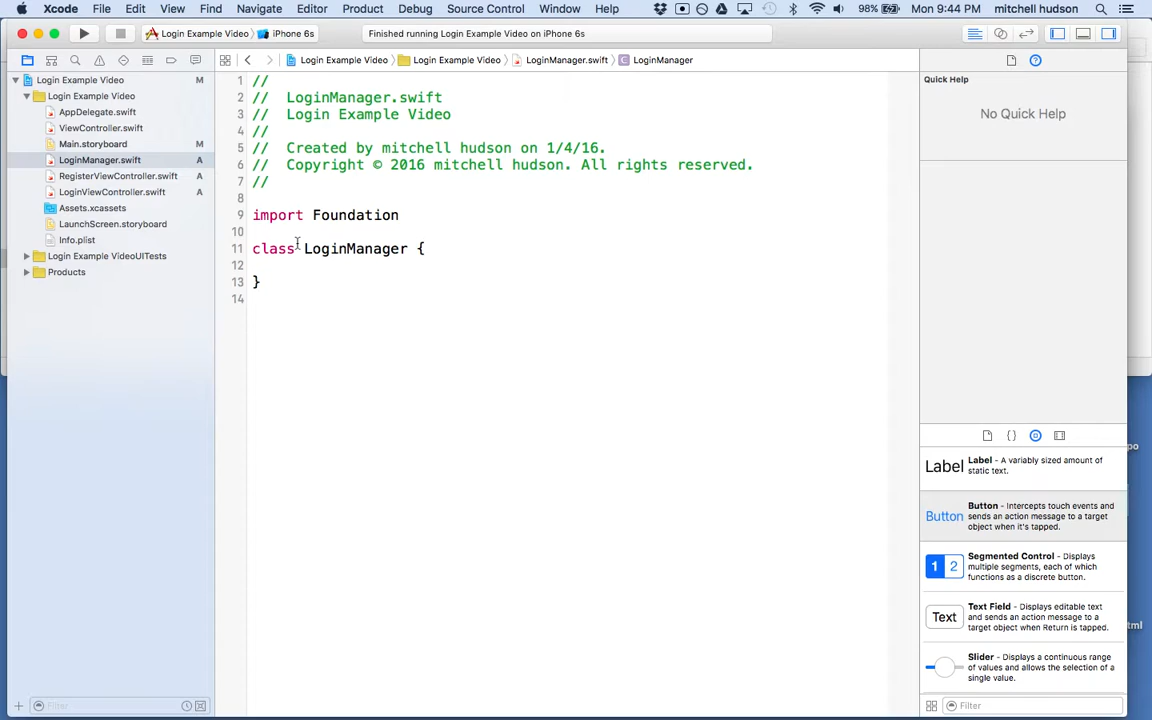 Xcode File Edit View Find Navigate Editor Product Debug Source Control Window Help 98% Mon 9:44 PM mitchell hudson
Login Example Video iPhone 6s Finished running Login Example Video on iPhone 6s
Login Example Video M
Login Example Video
AppDelegate.swift
ViewController.swift
Main.storyboard M
LoginManager.swift A
RegisterViewController.swift A
LoginViewController.swift A
Assets.xcassets
LaunchScreen.storyboard
Info.plist
Login Example VideoUITests
Products
Filter
Login Example Video Login Example Video LoginManager.swift C LoginManager
1 //
2 // LoginManager.swift
3 // Login Example Video
4 //
5 // Created by mitchell hudson on 1/4/16.
6 // Copyright © 2016 mitchell hudson. All rights reserved.
7 //
8
9 import Foundation
10
11 class LoginManager {
12
13 }
14
Quick Help
No Quick Help
Label Label - A variably sized amount of
static text.
Button Button - Intercepts touch events and
sends an action message to a target
object when it's tapped.
1 2 Segmented Control - Displays
multiple segments, each of which
functions as a discrete button.
Text Text Field - Displays editable text
and sends an action message to a
target object when Return is tapped.
Slider - Displays a continuous range
of values and allows the selection of a
single value.
Filter
po
tml